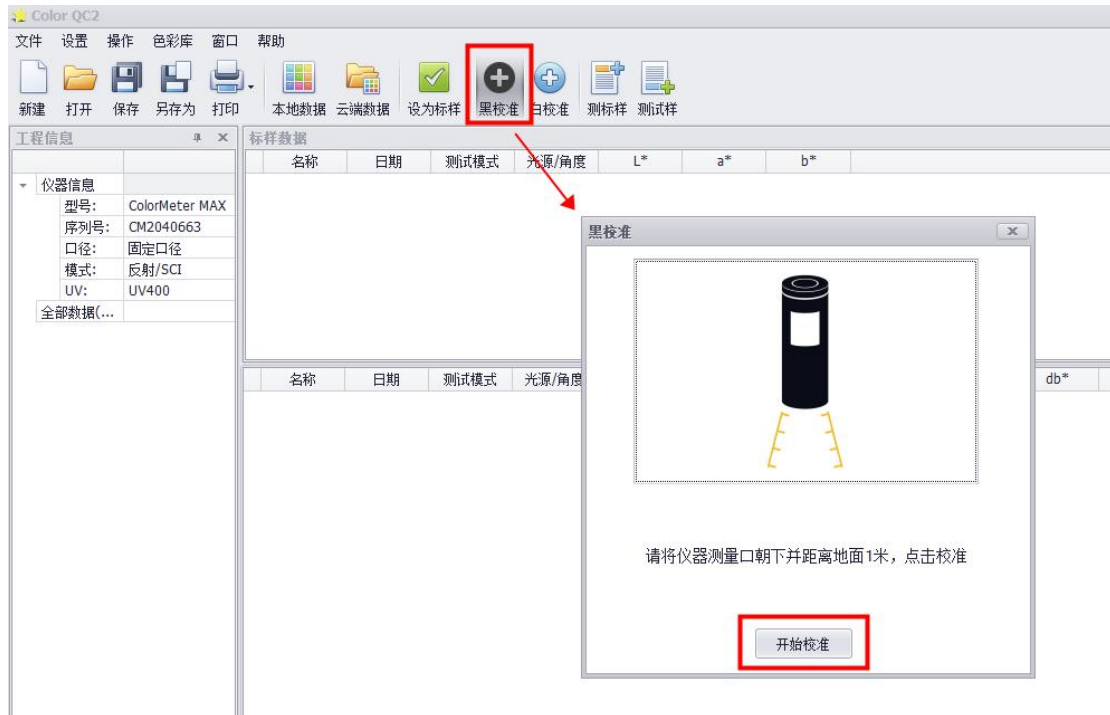 Color QC2
文件 设置 操作 色彩库 窗口 帮助
新建 打开 保存 另存为 打印 本地数据 云端数据 设为标样 黑校准 白校准 测标样 测试样
工程信息
标样数据
名称 日期 测试模式 光源/角度 L* a* b*
仪器信息
型号: ColorMeter MAX
序列号: CM2040663
口径: 固定口径
模式: 反射/SCI
UV: UV400
全部数据(...
黑校准
名称 日期 测试模式 光源/角度 db*
请将仪器测量口朝下并距离地面1米，点击校准
开始校准